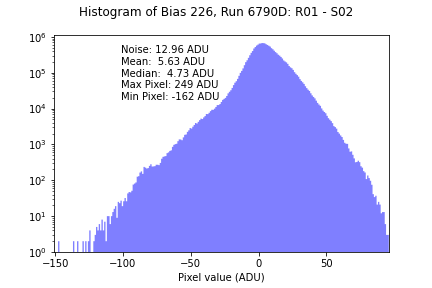 Histogram of Bias 226, Run 6790D: R01 - S02
Noise: 12.96 ADU
Mean:  5.63 ADU
Median:  4.73 ADU
Max Pixel: 249 ADU
Min Pixel: -162 ADU
10⁶
10⁵
10⁴
10³
10²
10¹
10⁰
−150 −100 −50 0 50
Pixel value (ADU)